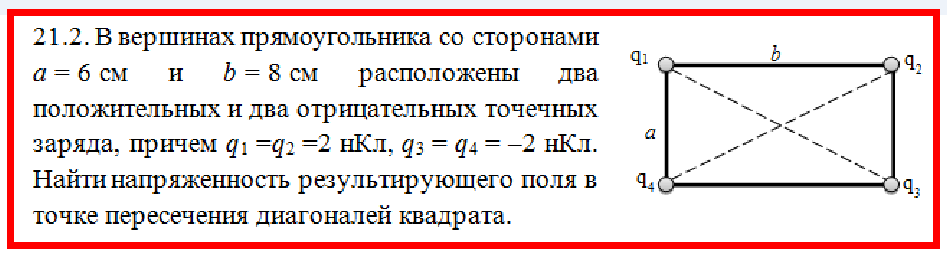 21.2. В вершинах прямоугольника со сторонами
a = 6 см и b = 8 см расположены два
положительных и два отрицательных точечных
заряда, причем q1 =q2 =2 нКл, q3 = q4 = –2 нКл.
Найти напряженность результирующего поля в
точке пересечения диагоналей квадрата.
q1 b q2
a
q4 q3